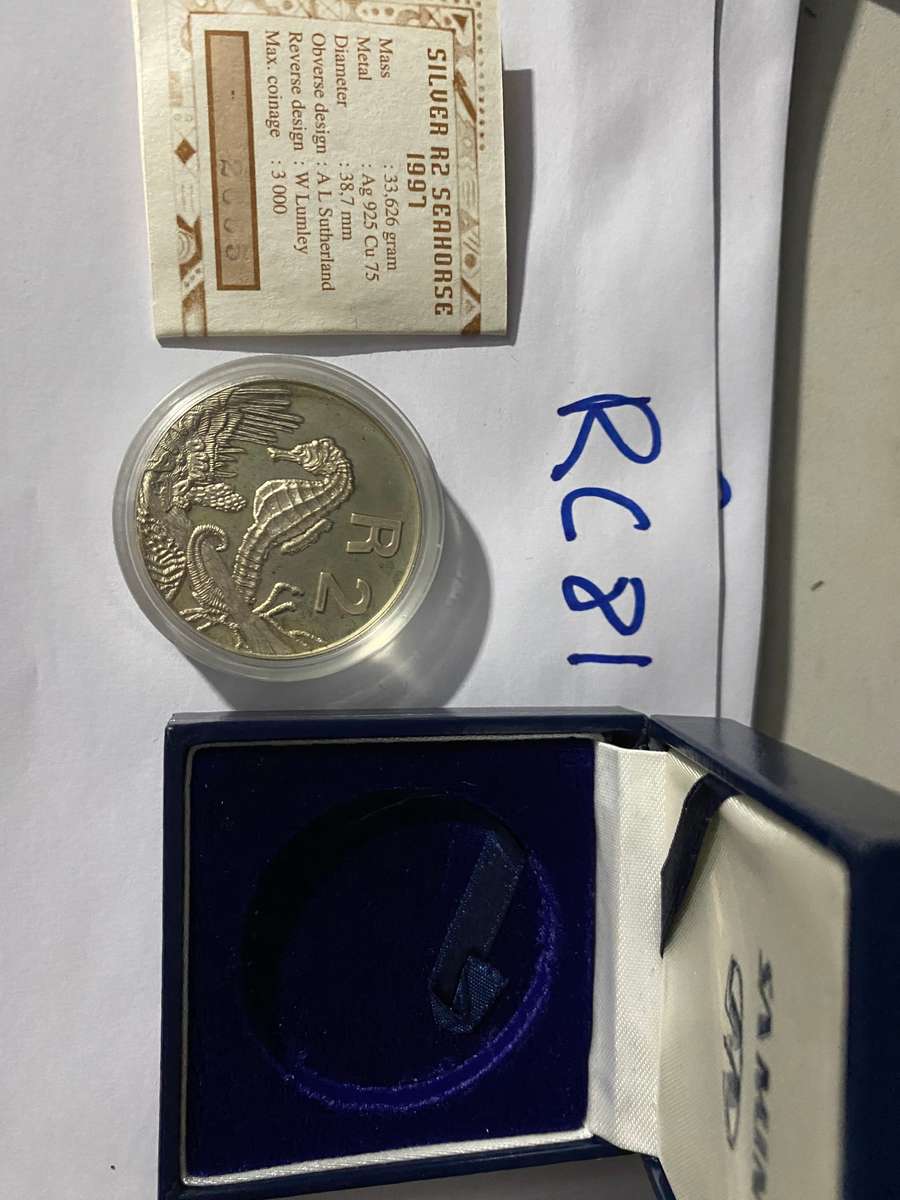 SILVER R2 SEAHORSE
1997
Mass : 33,626 gram
Metal : Ag 925 Cu 75
Diameter : 38,7 mm
Obverse design : A L Sutherland
Reverse design : W Lumley
Max. coinage : 3 000
RC81
R2